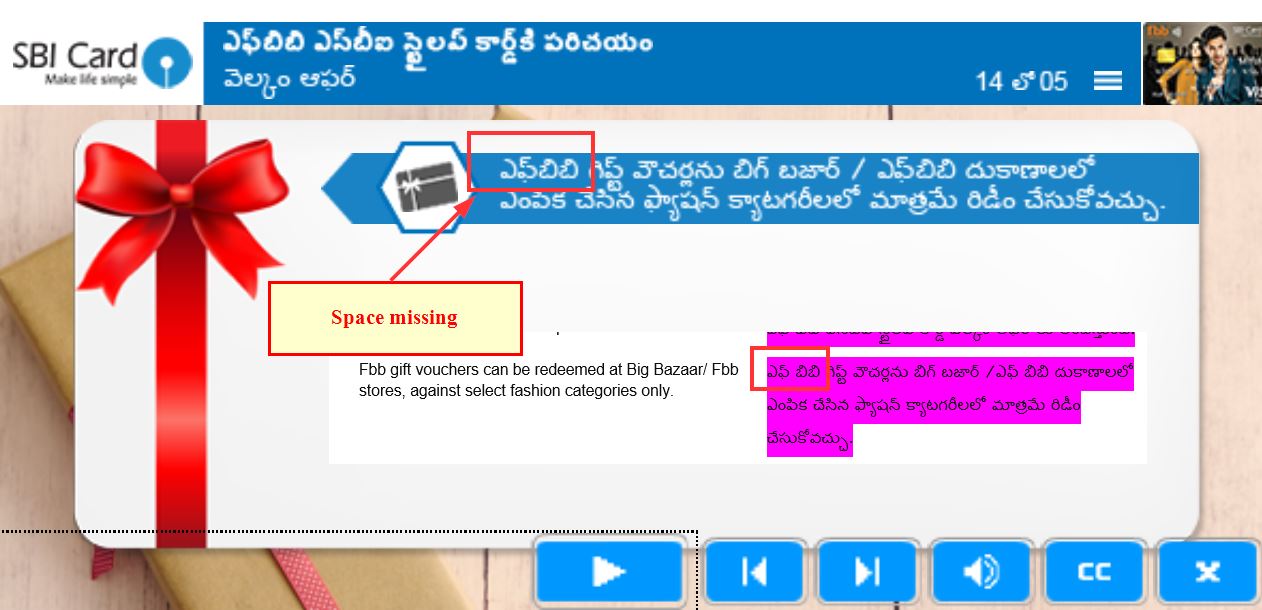 SBI Card
Make life simple
ఎఫ్‌బిబి ఎస్‌బీఐ స్టైలప్ కార్డ్‌కి పరిచయం
వెల్కం ఆఫర్
14 లో 05
fbb
ఎఫ్‌బిబి గిఫ్ట్ వౌచర్లను బిగ్ బజార్ / ఎఫ్‌బిబి దుకాణాలలో
ఎంపిక చేసిన ఫ్యాషన్ క్యాటగరీలలో మాత్రమే రిడీం చేసుకోవచ్చు.
Space missing
Fbb gift vouchers can be redeemed at Big Bazaar/ Fbb
stores, against select fashion categories only.
ఎఫ్ బిబి గిఫ్ట్ వౌచర్లను బిగ్ బజార్ /ఎఫ్ బిబి దుకాణాలలో
ఎంపిక చేసిన ఫ్యాషన్ క్యాటగరీలలో మాత్రమే రిడీం
చేసుకోవచ్చు.
CC